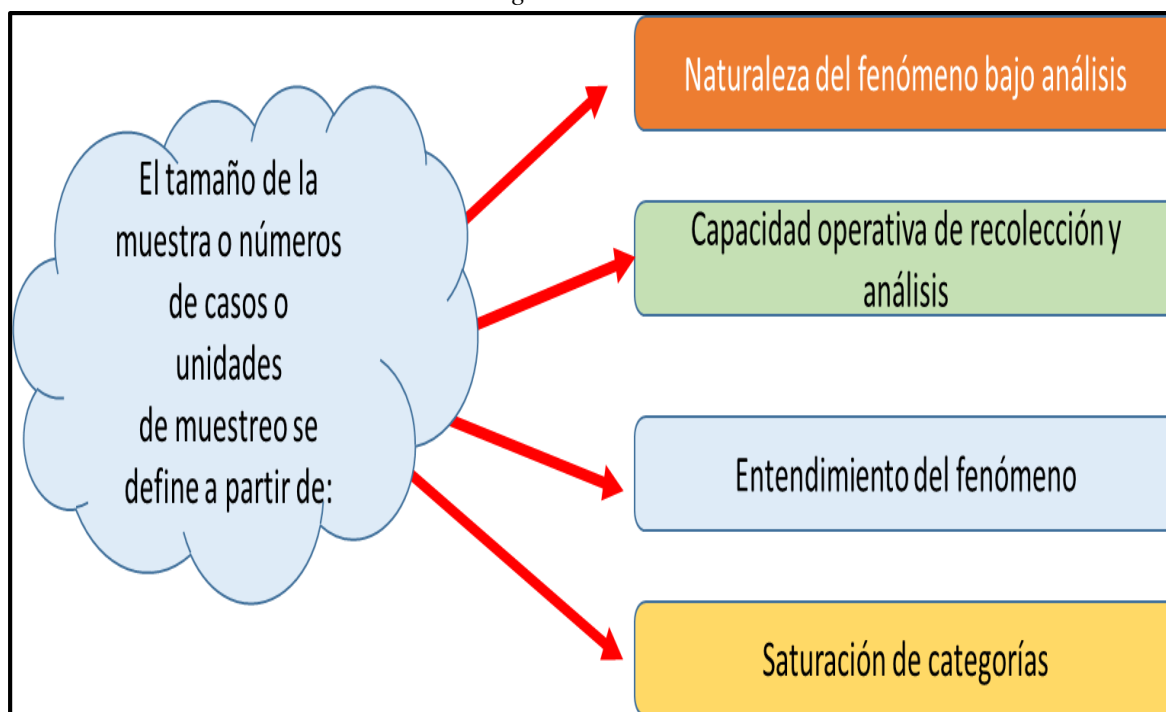 El tamaño de la
muestra o números
de casos o
unidades
de muestreo se
define a partir de:
Naturaleza del fenómeno bajo análisis
Capacidad operativa de recolección y
análisis
Entendimiento del fenómeno
Saturación de categorías